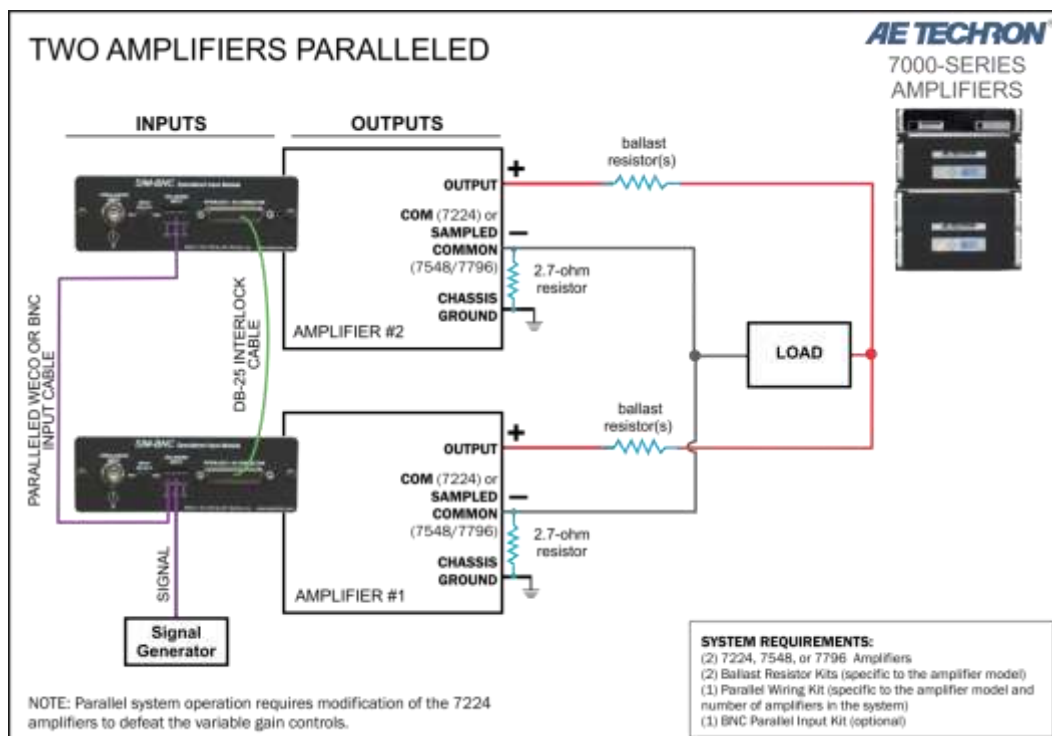 TWO AMPLIFIERS PARALLELED
AE TECHRON®
7000-SERIES
AMPLIFIERS
INPUTS
OUTPUTS
SIM-BNC
OUTPUT
+
COM (7224) or
SAMPLED
COMMON
(7548/7796)
–
CHASSIS
GROUND
AMPLIFIER #2
ballast
resistor(s)
2.7-ohm
resistor
LOAD
PARALLELED WECO OR BNC
INPUT CABLE
DB-25 INTERLOCK
CABLE
SIM-BNC
OUTPUT
+
COM (7224) or
SAMPLED
COMMON
(7548/7796)
–
CHASSIS
GROUND
AMPLIFIER #1
ballast
resistor(s)
2.7-ohm
resistor
SIGNAL
Signal
Generator
NOTE: Parallel system operation requires modification of the 7224
amplifiers to defeat the variable gain controls.
SYSTEM REQUIREMENTS:
(2) 7224, 7548, or 7796 Amplifiers
(2) Ballast Resistor Kits (specific to the amplifier model)
(1) Parallel Wiring Kit (specific to the amplifier model and
number of amplifiers in the system)
(1) BNC Parallel Input Kit (optional)